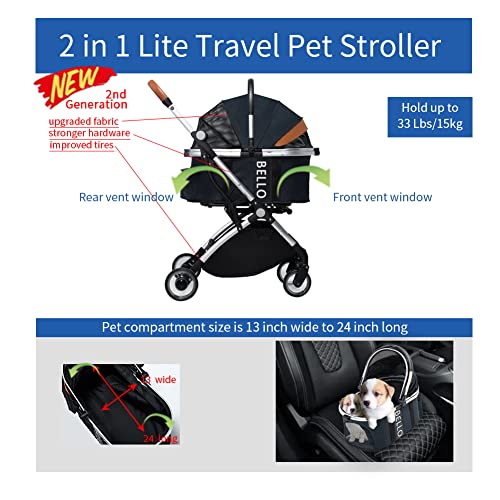 2 in 1 Lite Travel Pet Stroller
NEW
2nd
Generation
upgraded fabric
stronger hardware
improved tires
Hold up to
33 Lbs/15kg
BELLO
Rear vent window
Front vent window
Pet compartment size is 13 inch wide to 24 inch long
wide
24 long
BELLO